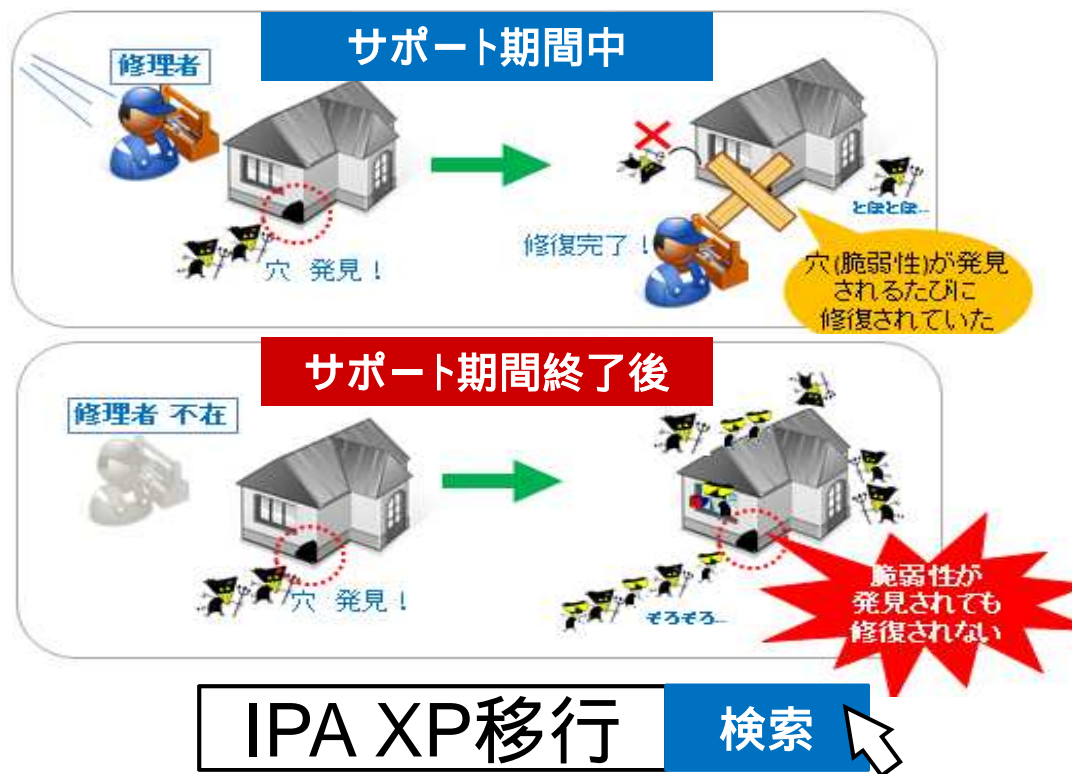 サポート期間中
修理者
穴 発見！
修復完了！
とぼとぼ...
穴(脆弱性)が発見
されるたびに
修復されていた
サポート期間終了後
修理者 不在
穴 発見！
ぞろぞろ...
脆弱性が
発見されても
修復されない
IPA XP移行
検索